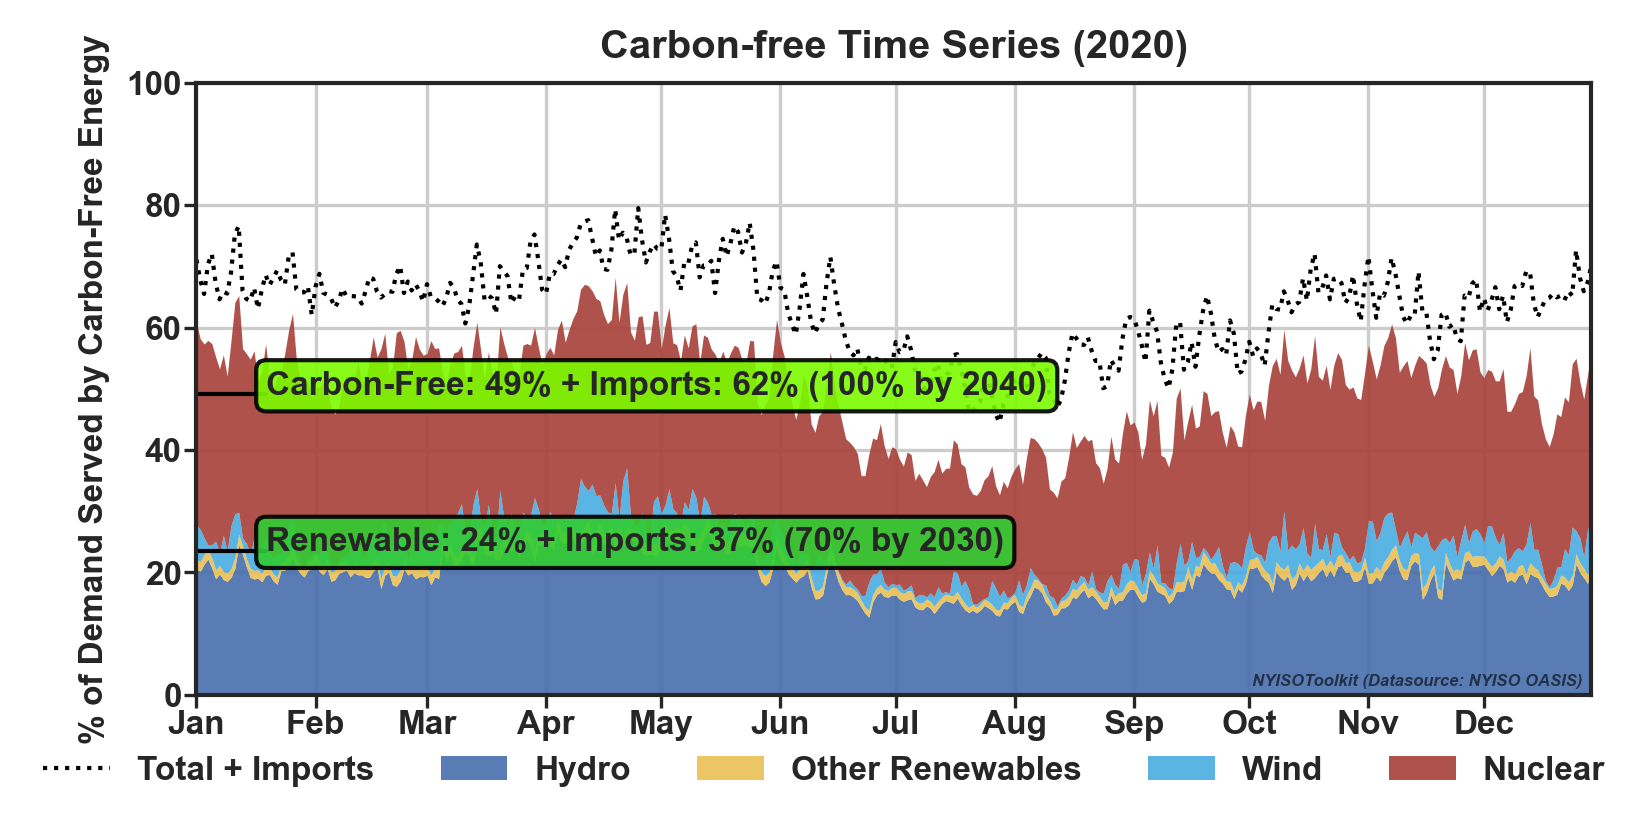 Carbon-free Time Series (2020)
% of Demand Served by Carbon-Free Energy
100
80
60
40
20
0
Carbon-Free: 49% + Imports: 62% (100% by 2040)
Renewable: 24% + Imports: 37% (70% by 2030)
NYISOToolkit (Datasource: NYISO OASIS)
Jan Feb Mar Apr May Jun Jul Aug Sep Oct Nov Dec
Total + Imports Hydro Other Renewables Wind Nuclear